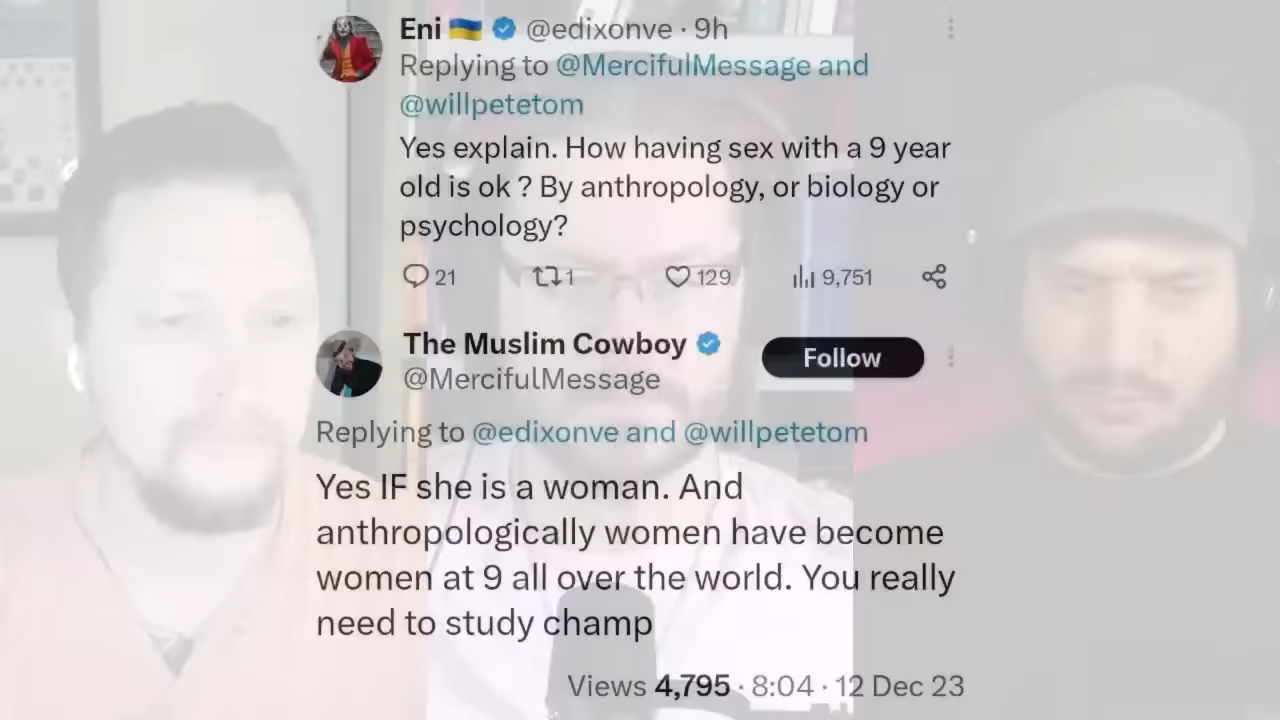 Eni 🇺🇦 @edixonve · 9h
Replying to @MercifulMessage and
@willpetetom
Yes explain. How having sex with a 9 year
old is ok ? By anthropology, or biology or
psychology?
21 1 129 9,751
The Muslim Cowboy
Follow
@MercifulMessage
Replying to @edixonve and @willpetetom
Yes IF she is a woman. And
anthropologically women have become
women at 9 all over the world. You really
need to study champ
Views 4,795 · 8:04 · 12 Dec 23